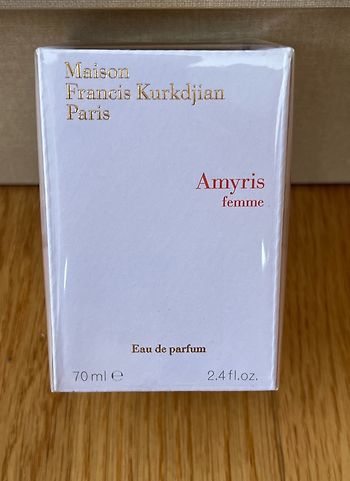 Maison
Francis Kurkdjian
Paris
Amyris
femme
Eau de parfum
70 ml ℮ 2.4 fl.oz.